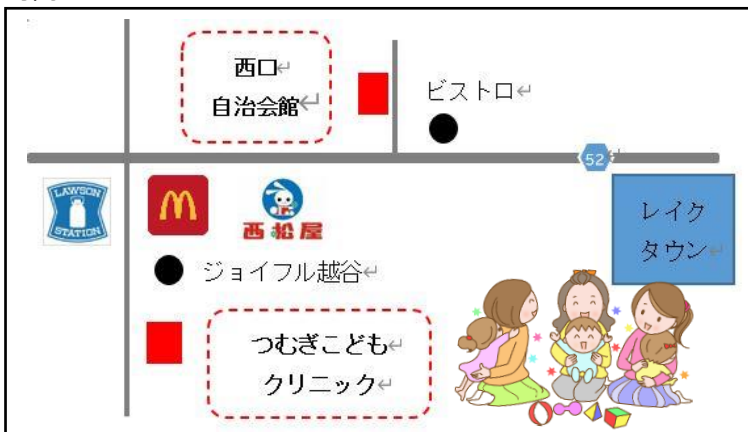 西口
自治会館
ビストロ
52
LAWSON
STATION
西松屋
レイク
タウン
ジョイフル越谷
つむぎこども
クリニック